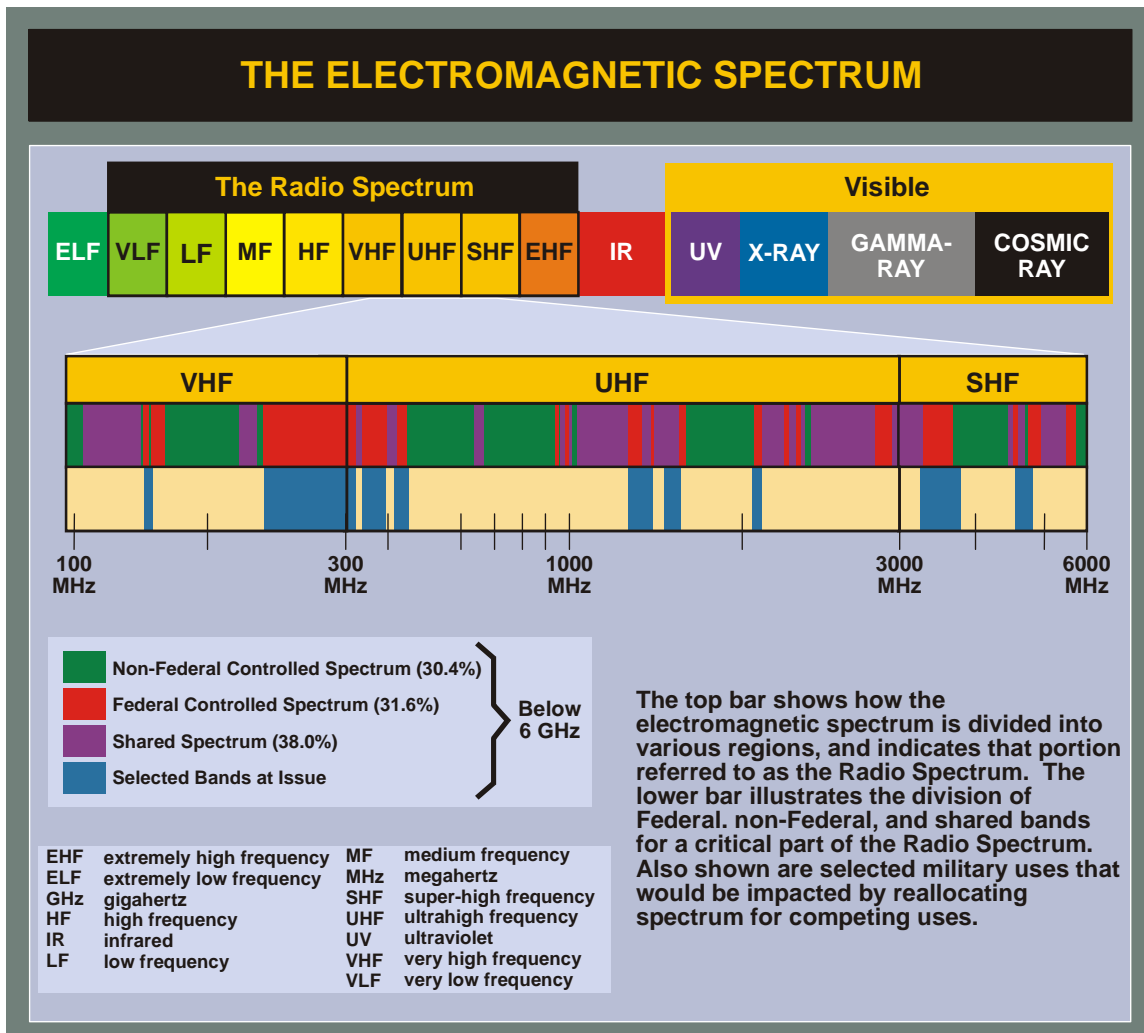 THE ELECTROMAGNETIC SPECTRUM
The Radio Spectrum
Visible
ELF
VLF
LF
MF
HF
VHF
UHF
SHF
EHF
IR
UV
X-RAY
GAMMA-
RAY
COSMIC
RAY
VHF
UHF
SHF
100
MHz
300
MHz
1000
MHz
3000
MHz
6000
MHz
Non-Federal Controlled Spectrum (30.4%)
Federal Controlled Spectrum (31.6%)
Shared Spectrum (38.0%)
Selected Bands at Issue
Below
6 GHz
The top bar shows how the
electromagnetic spectrum is divided into
various regions, and indicates that portion
referred to as the Radio Spectrum. The
lower bar illustrates the division of
Federal. non-Federal, and shared bands
for a critical part of the Radio Spectrum.
Also shown are selected military uses that
would be impacted by reallocating
spectrum for competing uses.
EHF extremely high frequency
ELF extremely low frequency
GHz gigahertz
HF high frequency
IR infrared
LF low frequency
MF medium frequency
MHz megahertz
SHF super-high frequency
UHF ultrahigh frequency
UV ultraviolet
VHF very high frequency
VLF very low frequency